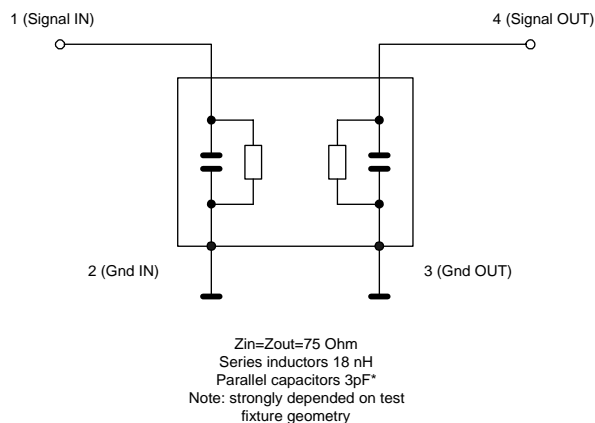 1 (Signal IN)
4 (Signal OUT)
2 (Gnd IN)
3 (Gnd OUT)
Zin=Zout=75 Ohm
Series inductors 18 nH
Parallel capacitors 3pF*
Note: strongly depended on test
fixture geometry